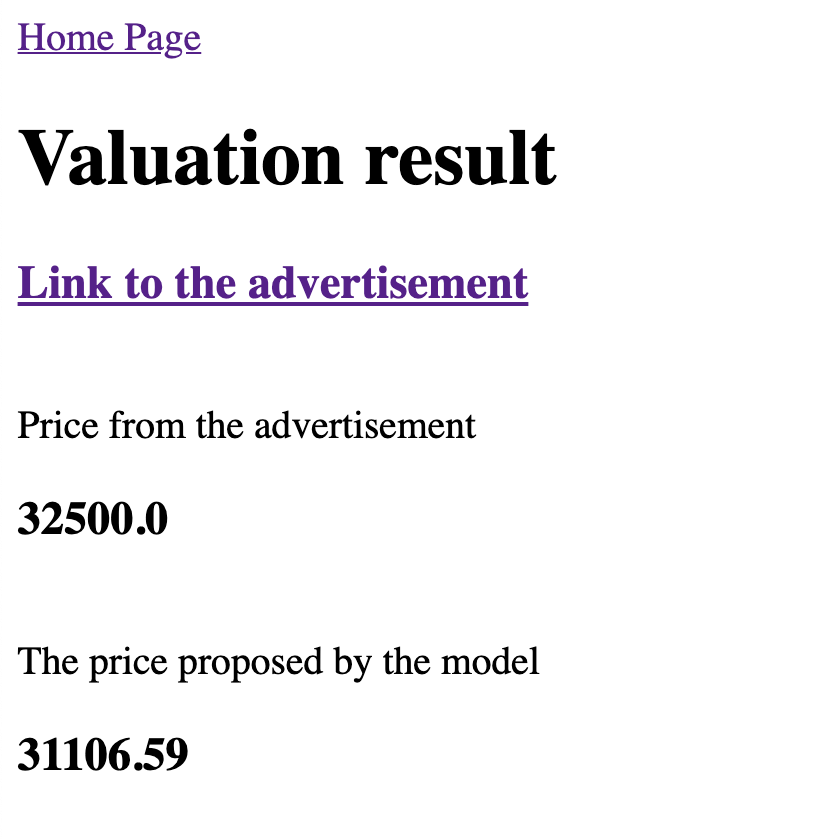 Home Page
Valuation result
Link to the advertisement
Price from the advertisement
32500.0
The price proposed by the model
31106.59